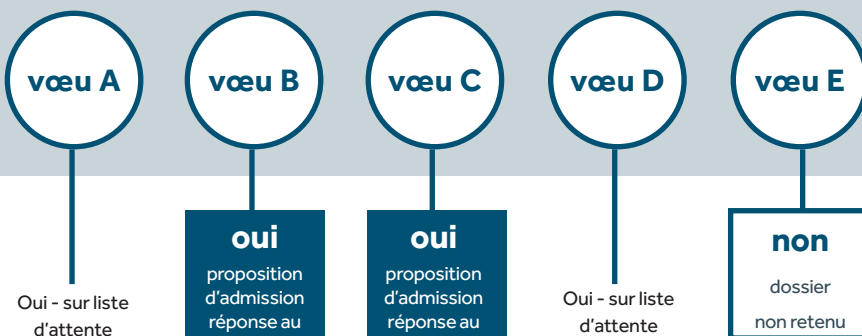 vœu A
vœu B
vœu C
vœu D
vœu E
Oui - sur liste
d'attente
oui
proposition
d'admission
réponse au
oui
proposition
d'admission
réponse au
Oui - sur liste
d'attente
non
dossier
non retenu